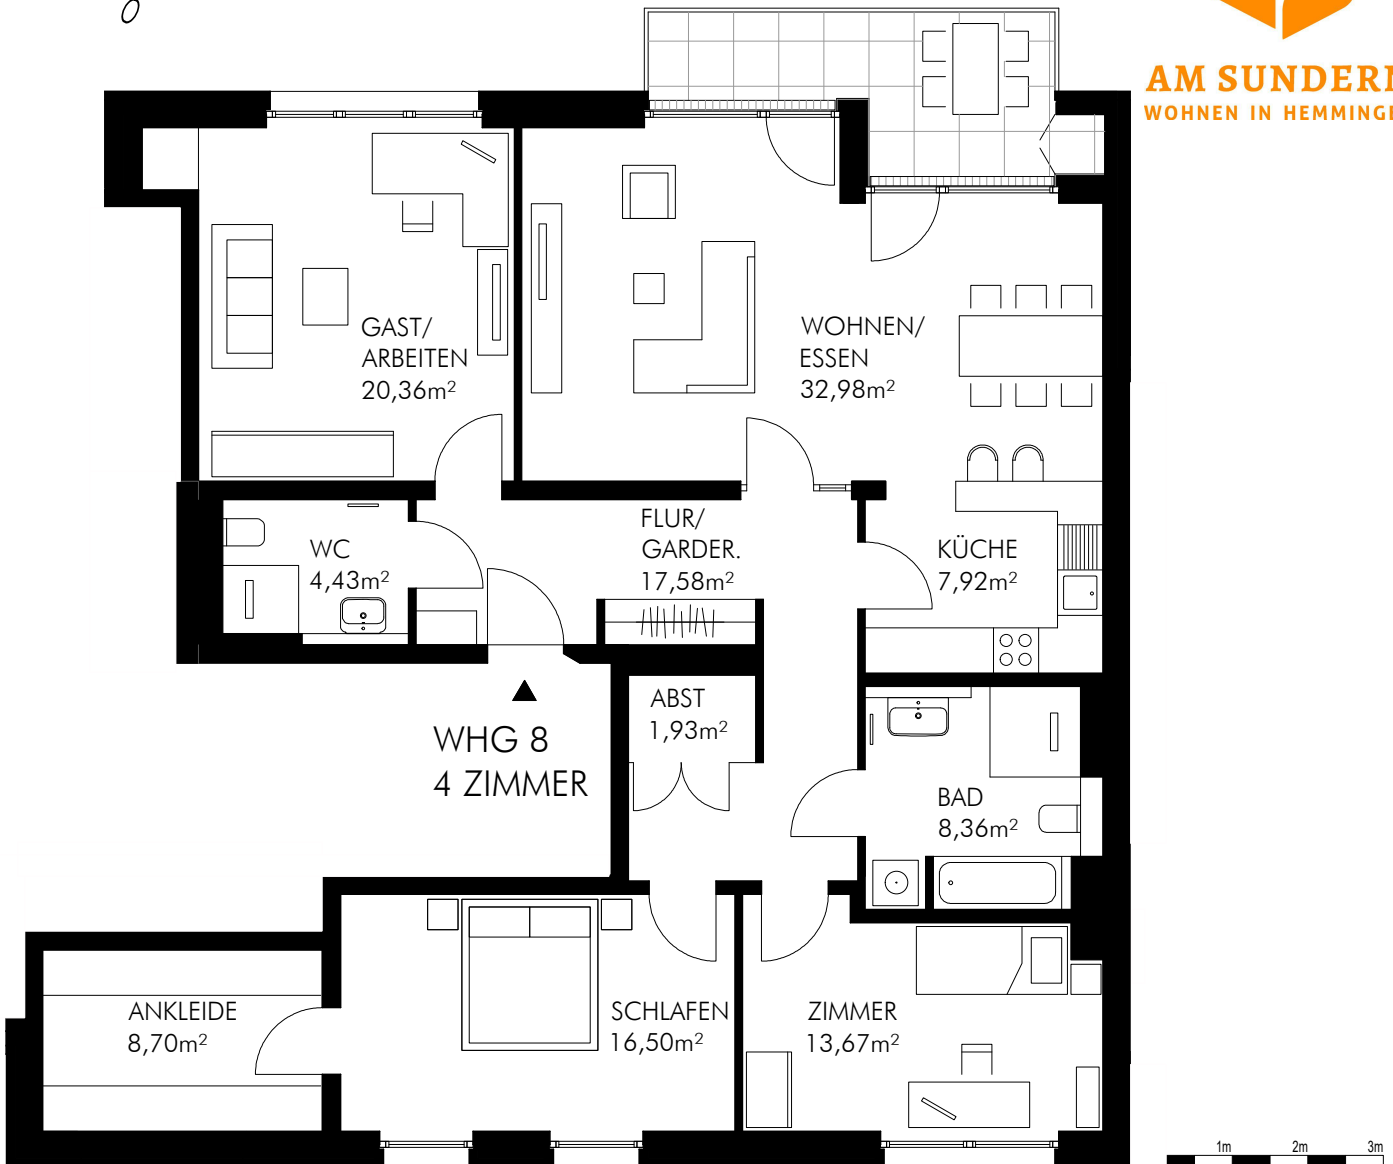 AM SUNDERN
WOHNEN IN HEMMINGE
GAST/
ARBEITEN
20,36m²
WOHNEN/
ESSEN
32,98m²
WC
4,43m²
FLUR/
GARDER.
17,58m²
KÜCHE
7,92m²
ABST
1,93m²
WHG 8
4 ZIMMER
BAD
8,36m²
ANKLEIDE
8,70m²
SCHLAFEN
16,50m²
ZIMMER
13,67m²
1m 2m 3m